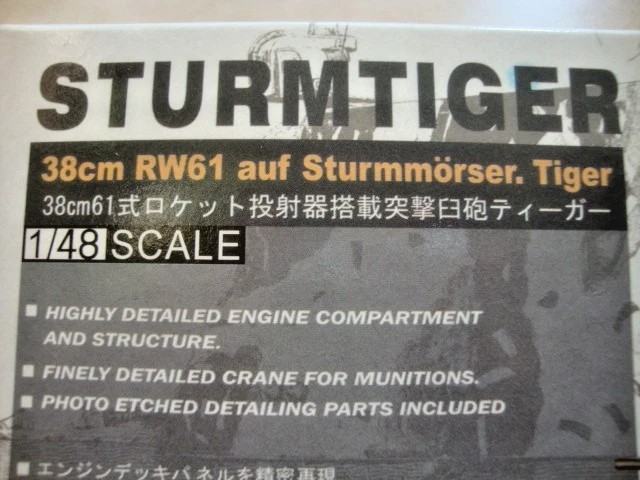 STURMTIGER
38cm RW61 auf Sturmmörser. Tiger
38cm61式ロケット投射器搭載突撃臼砲ティーガー
1/48 SCALE
■ HIGHLY DETAILED ENGINE COMPARTMENT
AND STRUCTURE.
■ FINELY DETAILED CRANE FOR MUNITIONS.
■ PHOTO ETCHED DETAILING PARTS INCLUDED
■ エンジンデッキパネルを精密再現